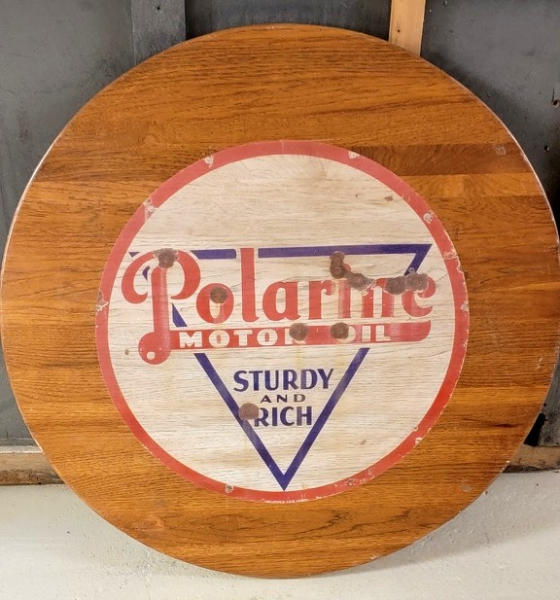 Polarine
MOTOR OIL
STURDY
AND
RICH